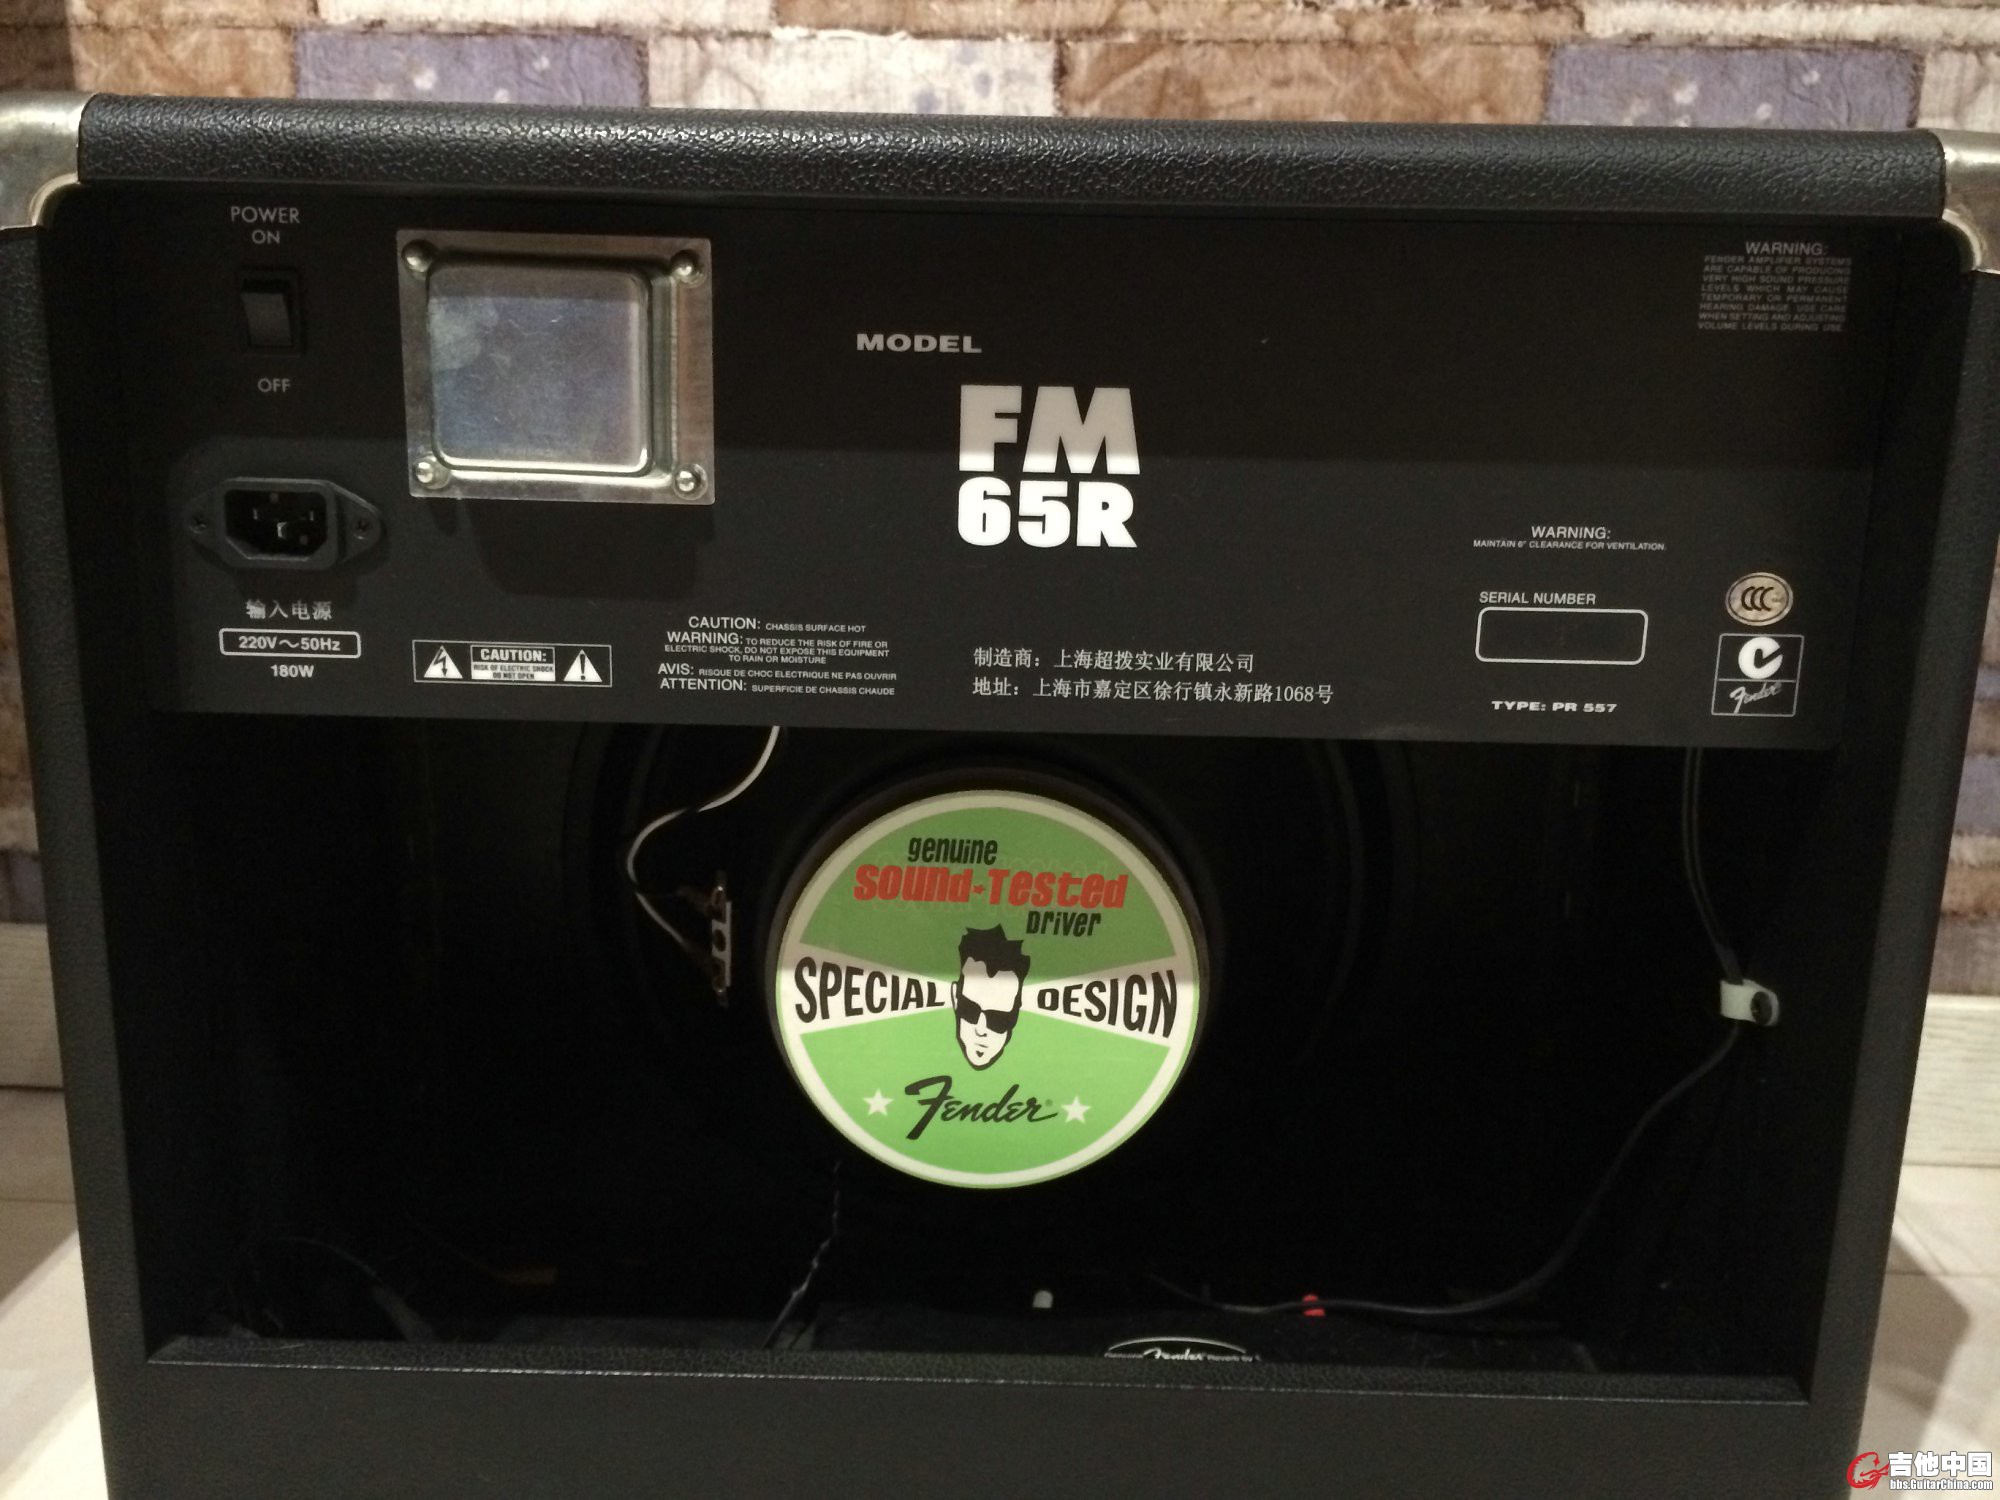 POWER
ON
OFF
输入电源
220V～50Hz
180W
CAUTION:
RISK OF ELECTRIC SHOCK
DO NOT OPEN
CAUTION: CHASSIS SURFACE HOT
WARNING: TO REDUCE THE RISK OF FIRE OR
ELECTRIC SHOCK, DO NOT EXPOSE THIS EQUIPMENT
TO RAIN OR MOISTURE
AVIS: RISQUE DE CHOC ELECTRIQUE NE PAS OUVRIR
ATTENTION: SUPERFICIE DE CHASSIS CHAUDE
MODEL
FM
65R
制造商：上海超拨实业有限公司
地址：上海市嘉定区徐行镇永新路1068号
WARNING:
FENDER AMPLIFIER SYSTEMS
ARE CAPABLE OF PRODUCING
VERY HIGH SOUND PRESSURE
LEVELS WHICH MAY CAUSE
TEMPORARY OR PERMANENT
HEARING DAMAGE. USE CARE
WHEN SETTING AND ADJUSTING
VOLUME LEVELS DURING USE.
WARNING:
MAINTAIN 6" CLEARANCE FOR VENTILATION.
SERIAL NUMBER
TYPE: PR 557
CCC
Fender
genuine
SOUND-TESTED
DRIVER
SPECIAL DESIGN
Fender®
Genuine Fender Reverb by
吉他中国
bbs.GuitarChina.com